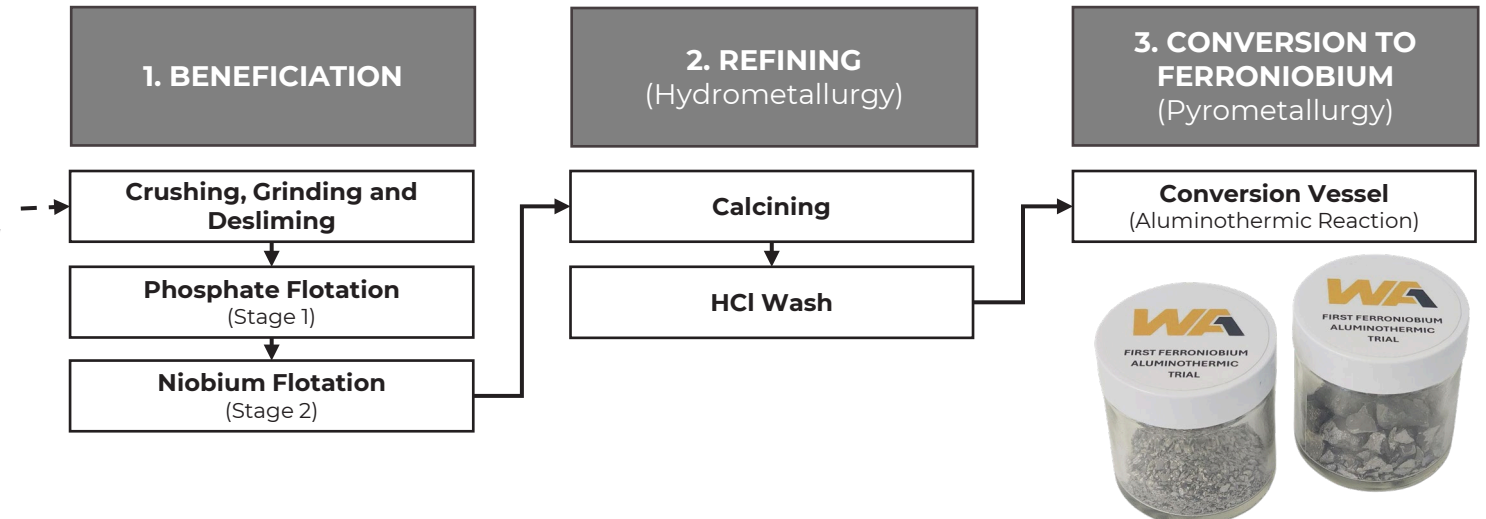 1. BENEFICIATION
Crushing, Grinding and
Desliming
Phosphate Flotation
(Stage 1)
Niobium Flotation
(Stage 2)
2. REFINING
(Hydrometallurgy)
Calcining
HCl Wash
3. CONVERSION TO
FERRONIOBIUM
(Pyrometallurgy)
Conversion Vessel
(Aluminothermic Reaction)
WA
FIRST FERRONIOBIUM
ALUMINOTHERMIC
TRIAL
WA
FIRST FERRONIOBIUM
ALUMINOTHERMIC
TRIAL